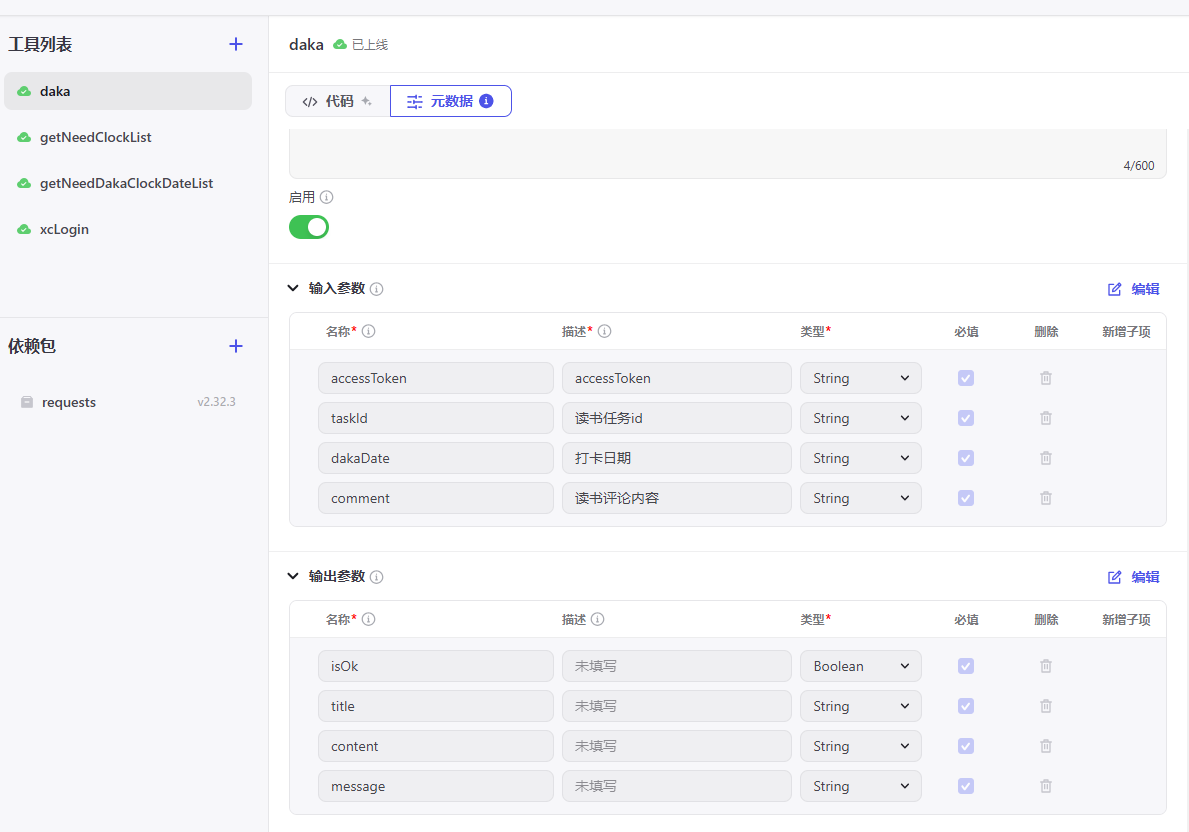 工具列表
daka
getNeedClockList
getNeedDakaClockDateList
xcLogin
依赖包
requests v2.32.3
daka 已上线
代码 元数据
4/600
启用
输入参数 编辑
名称* 描述* 类型* 必填 删除 新增子项
accessToken accessToken String
taskId 读书任务id String
dakaDate 打卡日期 String
comment 读书评论内容 String
输出参数 编辑
名称* 描述 类型* 必填 删除 新增子项
isOk 未填写 Boolean
title 未填写 String
content 未填写 String
message 未填写 String